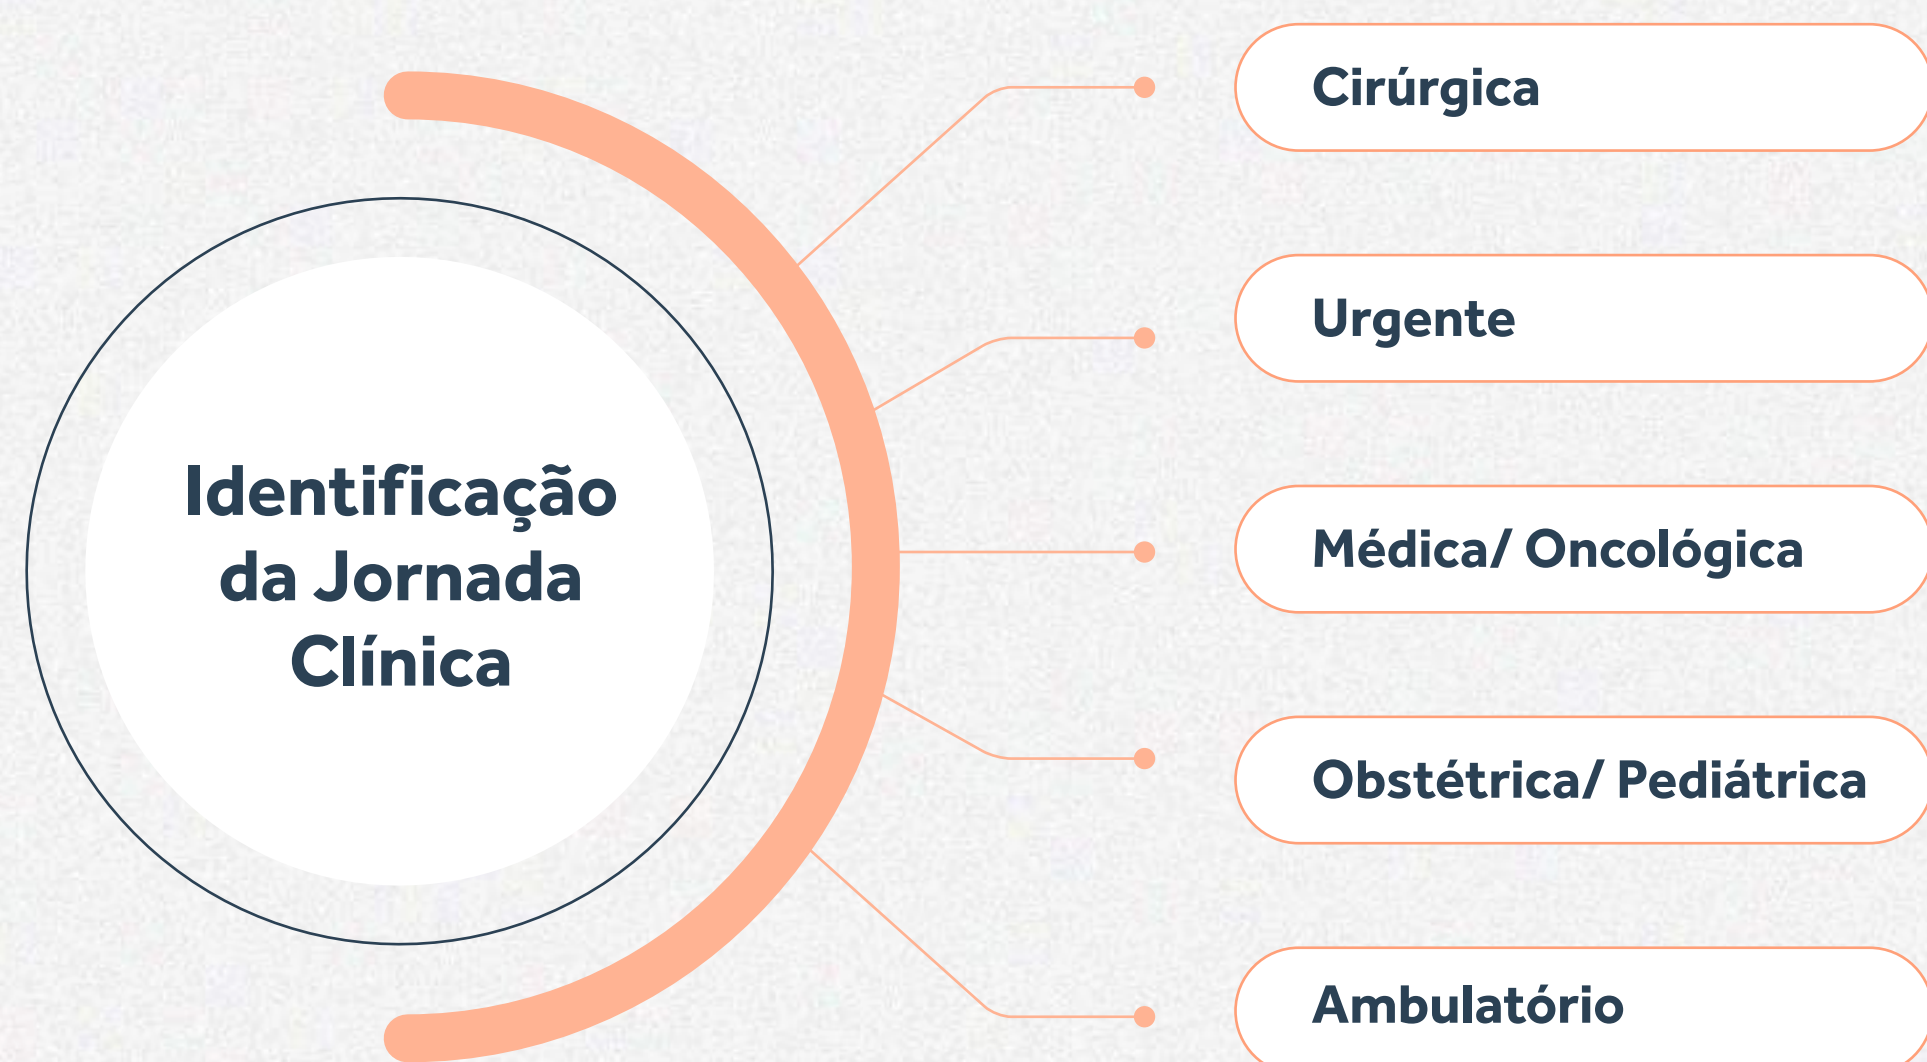 Identificação
da Jornada
Clínica
Cirúrgica
Urgente
Médica/ Oncológica
Obstétrica/ Pediátrica
Ambulatório